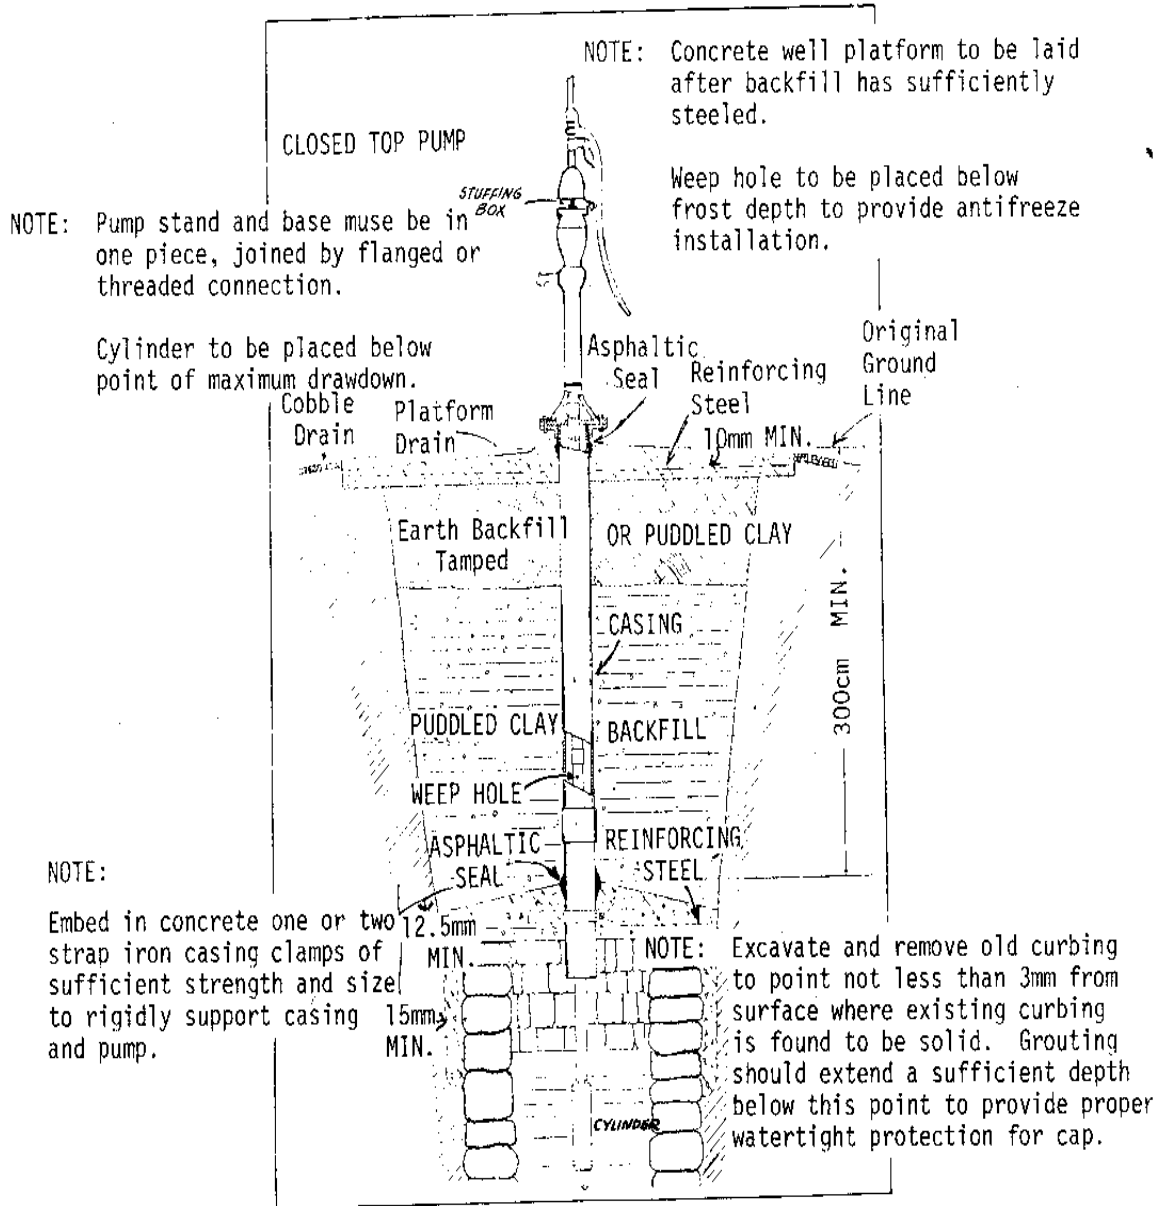 NOTE: Concrete well platform to be laid
after backfill has sufficiently
steeled.
CLOSED TOP PUMP
Weep hole to be placed below
frost depth to provide antifreeze
installation.
STUFFING
BOX
NOTE: Pump stand and base muse be in
one piece, joined by flanged or
threaded connection.
Cylinder to be placed below
point of maximum drawdown.
Asphaltic
Seal
Original
Ground
Line
Reinforcing
Steel
10mm MIN.
Cobble
Drain
Platform
Drain
Earth Backfill
Tamped
OR PUDDLED CLAY
CASING
300cm MIN.
PUDDLED CLAY
BACKFILL
WEEP HOLE
ASPHALTIC
SEAL
REINFORCING
STEEL
NOTE:
Embed in concrete one or two
strap iron casing clamps of
sufficient strength and size
to rigidly support casing
and pump.
12.5mm
MIN.
15mm
MIN.
NOTE: Excavate and remove old curbing
to point not less than 3mm from
surface where existing curbing
is found to be solid. Grouting
should extend a sufficient depth
below this point to provide proper
watertight protection for cap.
CYLINDER